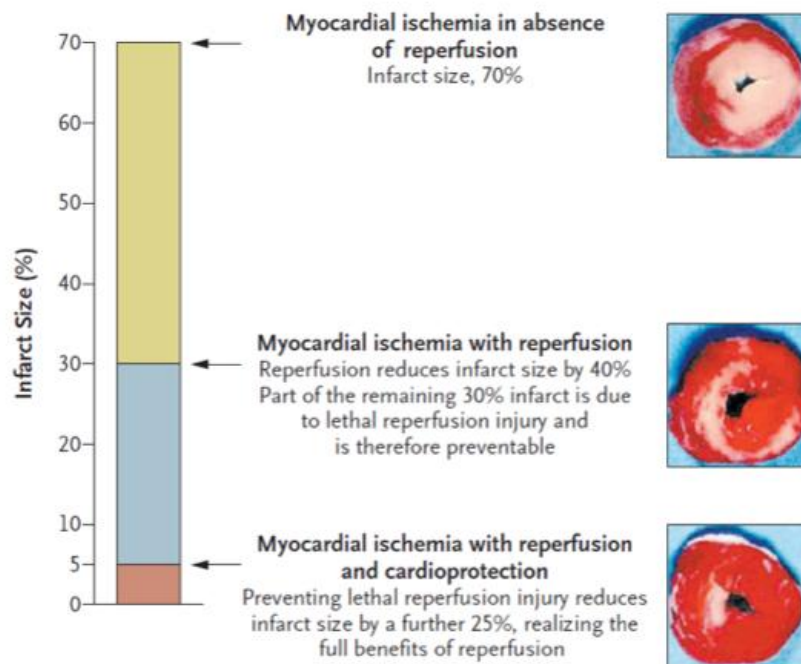 Myocardial ischemia in absence
of reperfusion
Infarct size, 70%
70
60
50
40
30
20
10
5
0
Infarct Size (%)
Myocardial ischemia with reperfusion
Reperfusion reduces infarct size by 40%
Part of the remaining 30% infarct is due
to lethal reperfusion injury and
is therefore preventable
Myocardial ischemia with reperfusion
and cardioprotection
Preventing lethal reperfusion injury reduces
infarct size by a further 25%, realizing the
full benefits of reperfusion